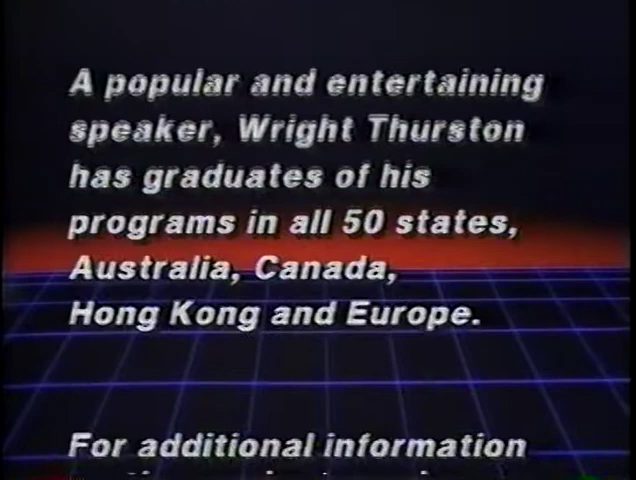 A popular and entertaining
speaker, Wright Thurston
has graduates of his
programs in all 50 states,
Australia, Canada,
Hong Kong and Europe.
For additional information